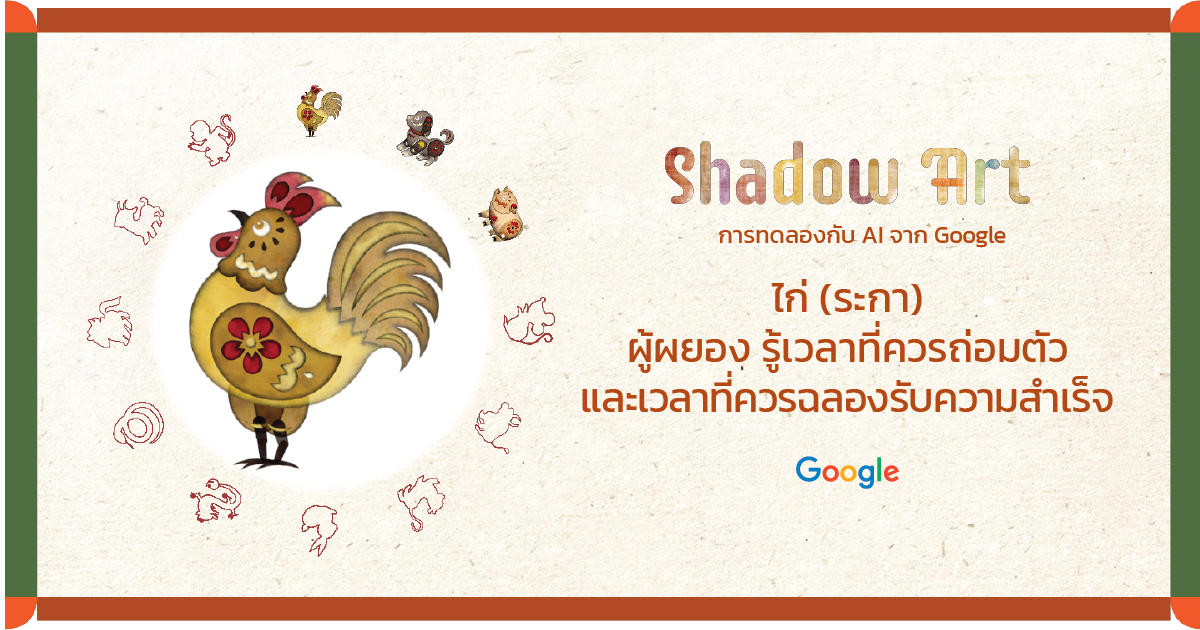 Shadow Art
การทดลองกับ AI จาก Google
ไก่ (ระกา)
ผู้ผยอง รู้เวลาที่ควรถ่อมตัว
และเวลาที่ควรฉลองรับความสำเร็จ
Google